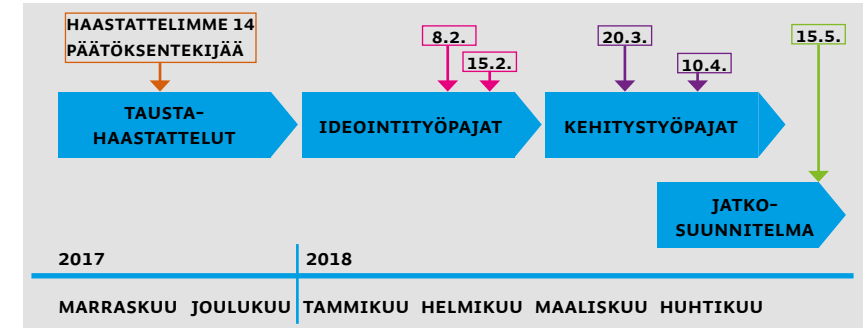 HAASTATTELIMME 14
PÄÄTÖKSENTEKIJÄÄ
8.2.
15.2.
20.3.
10.4.
15.5.
TAUSTA-
HAASTATTELUT
IDEOINTITYÖPAJAT
KEHITYSTYÖPAJAT
JATKO-
SUUNNITELMA
2017
2018
MARRASKUU JOULUKUU TAMMIKUU HELMIKUU MAALISKUU HUHTIKUU